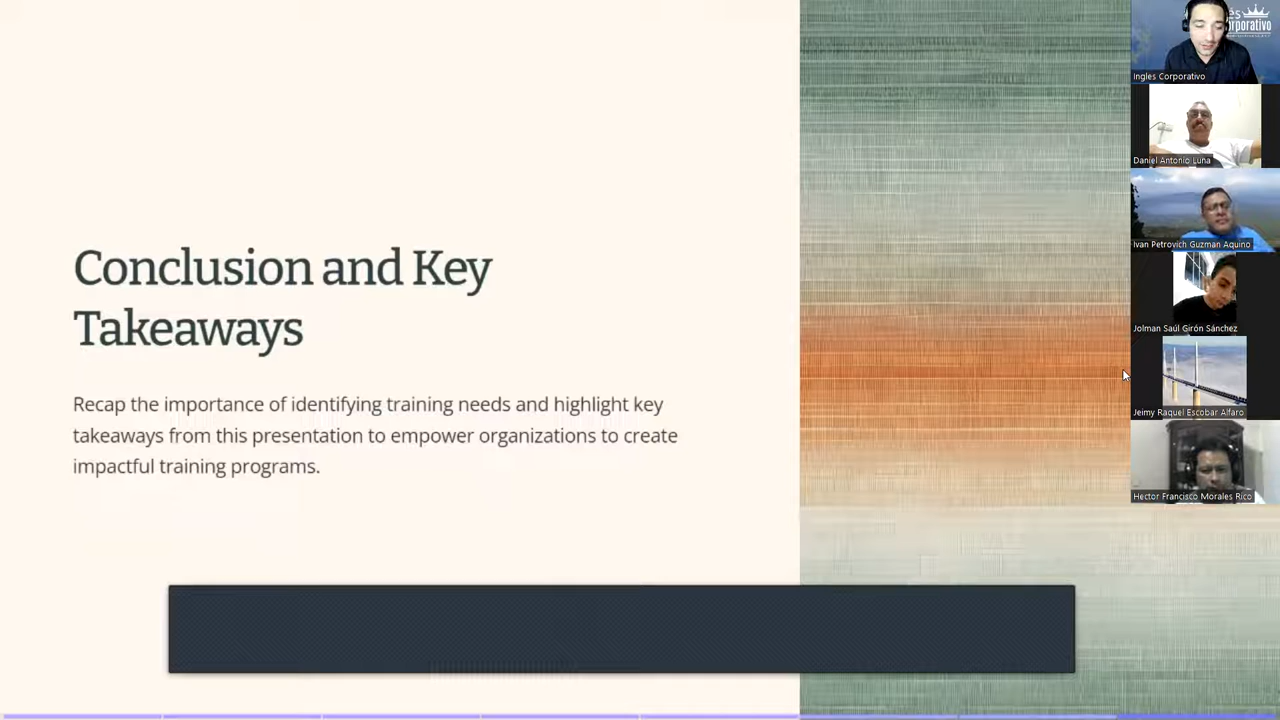 Conclusion and Key
Takeaways
Recap the importance of identifying training needs and highlight key
takeaways from this presentation to empower organizations to create
impactful training programs.
Ingles Corporativo
Daniel Antonio Luna
Ivan Petrovich Guzman Aquino
Jolman Saúl Girón Sánchez
Jeimy Raquel Escobar Alfaro
Hector Francisco Morales Rico